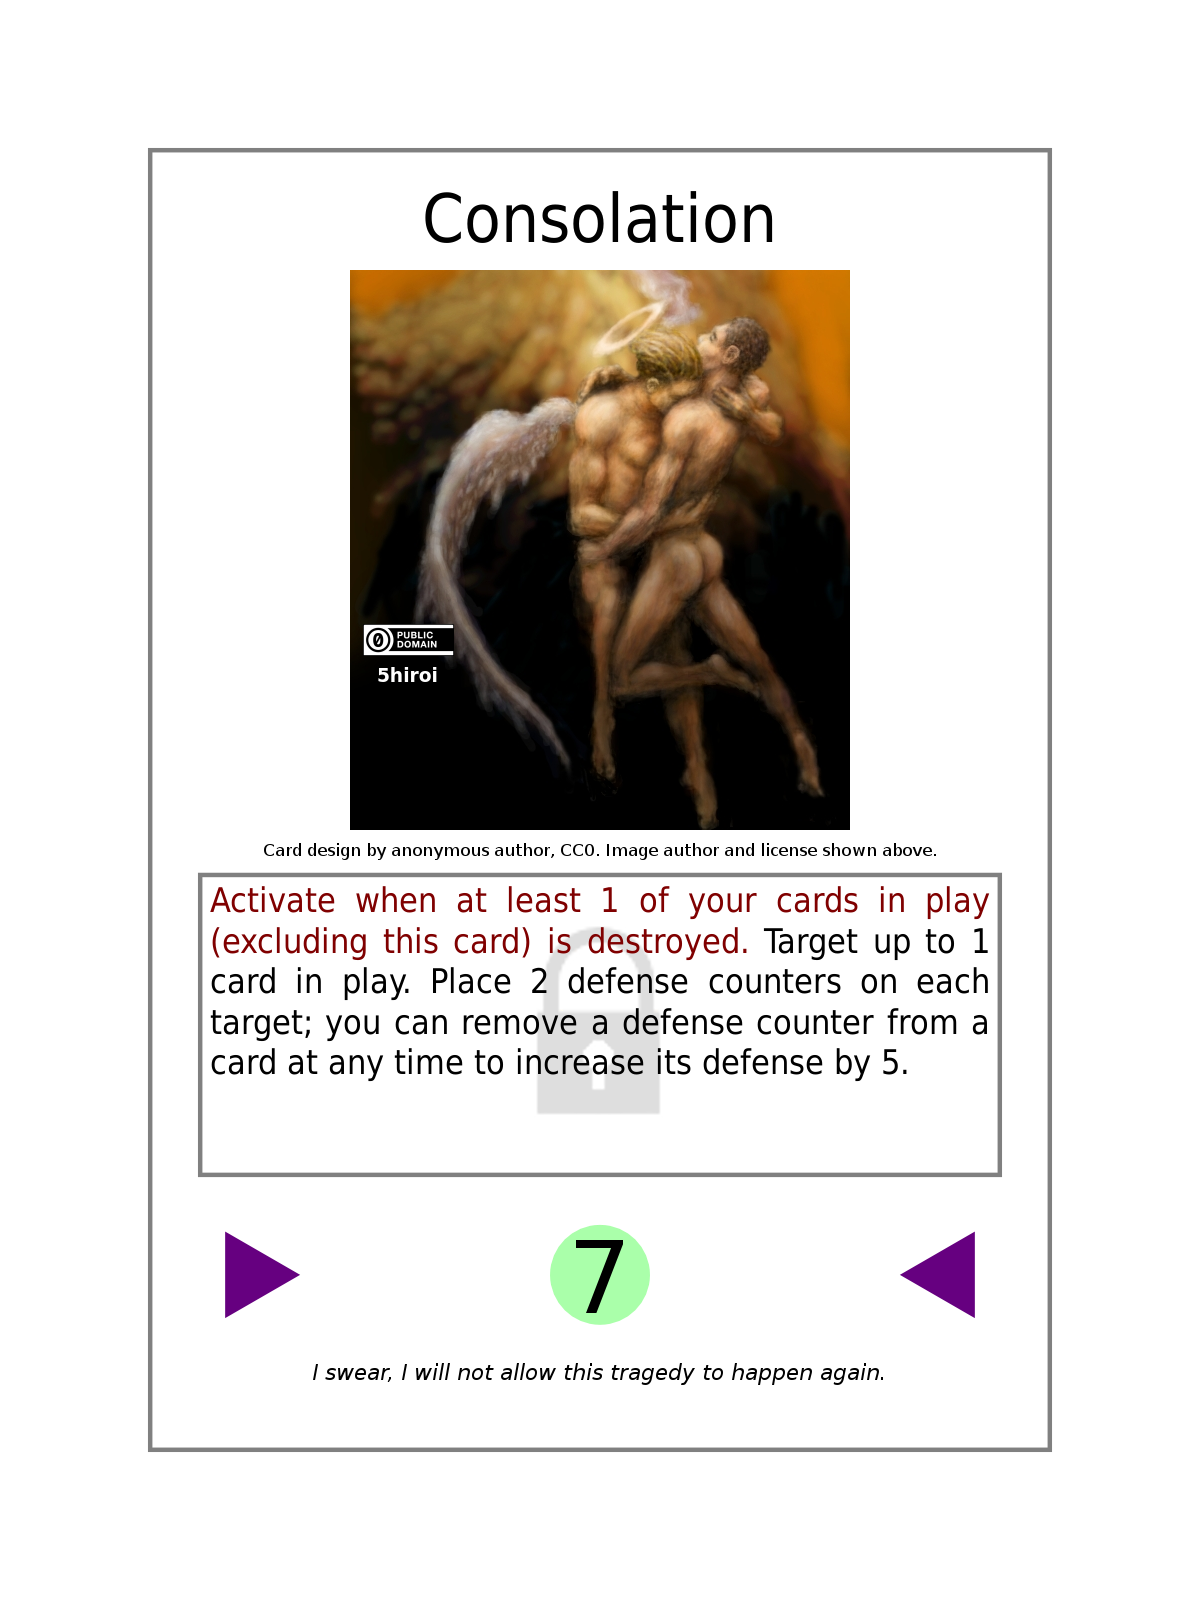 Consolation
0 PUBLIC
DOMAIN
5hiroi
Card design by anonymous author, CC0. Image author and license shown above.
Activate when at least 1 of your cards in play
(excluding this card) is destroyed. Target up to 1
card in play. Place 2 defense counters on each
target; you can remove a defense counter from a
card at any time to increase its defense by 5.
7
I swear, I will not allow this tragedy to happen again.